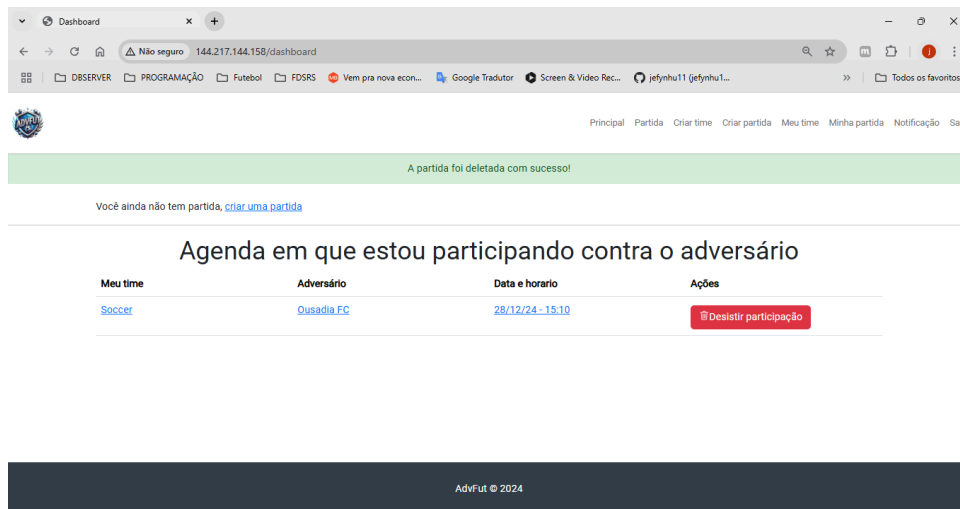 Dashboard
Não seguro 144.217.144.158/dashboard
DBSERVER PROGRAMAÇÃO Futebol FDSRS Vem pra nova econ... Google Tradutor Screen & Video Rec... jefynhu11 (jefynhu1... » Todos os favoritos
ADVFUT
Principal Partida Criar time Criar partida Meu time Minha partida Notificação Sa
A partida foi deletada com sucesso!
Você ainda não tem partida, criar uma partida
Agenda em que estou participando contra o adversário
Meu time Adversário Data e horario Ações
Soccer Ousadia FC 28/12/24 - 15:10 Desistir participação
AdvFut © 2024